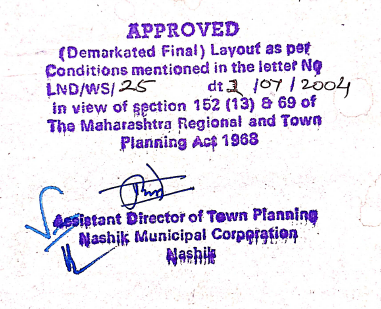 APPROVED
(Demarkated Final) Layout as per
Conditions mentioned in the letter No
LND/WS/ 25 dt 2 / 07 / 2004
in view of section 152 (13) & 69 of
The Maharashtra Regional and Town
Planning Act 1968
Assistant Director of Town Planning
Nashik Municipal Corporation
Nashik